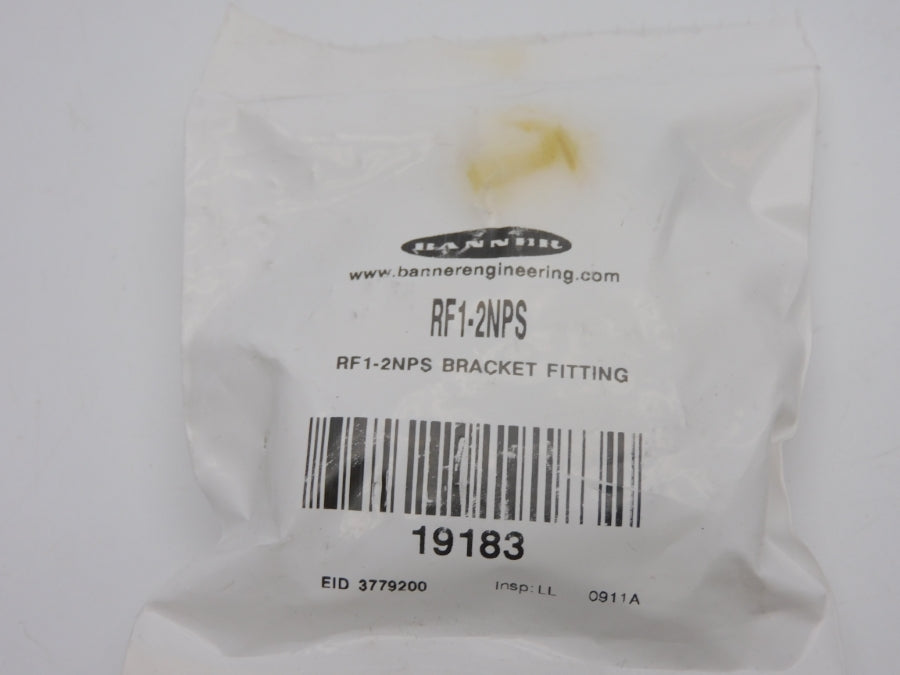 BANNER
www.bannerengineering.com
RF1-2NPS
RF1-2NPS BRACKET FITTING
19183
EID 3779200 Insp: LL 0911A